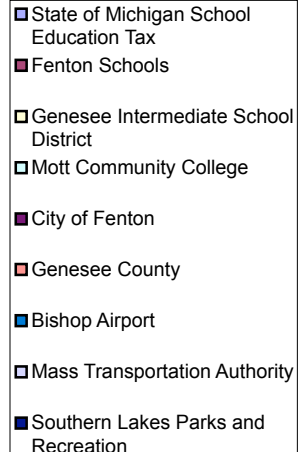 State of Michigan School
Education Tax
Fenton Schools
Genesee Intermediate School
District
Mott Community College
City of Fenton
Genesee County
Bishop Airport
Mass Transportation Authority
Southern Lakes Parks and
Recreation